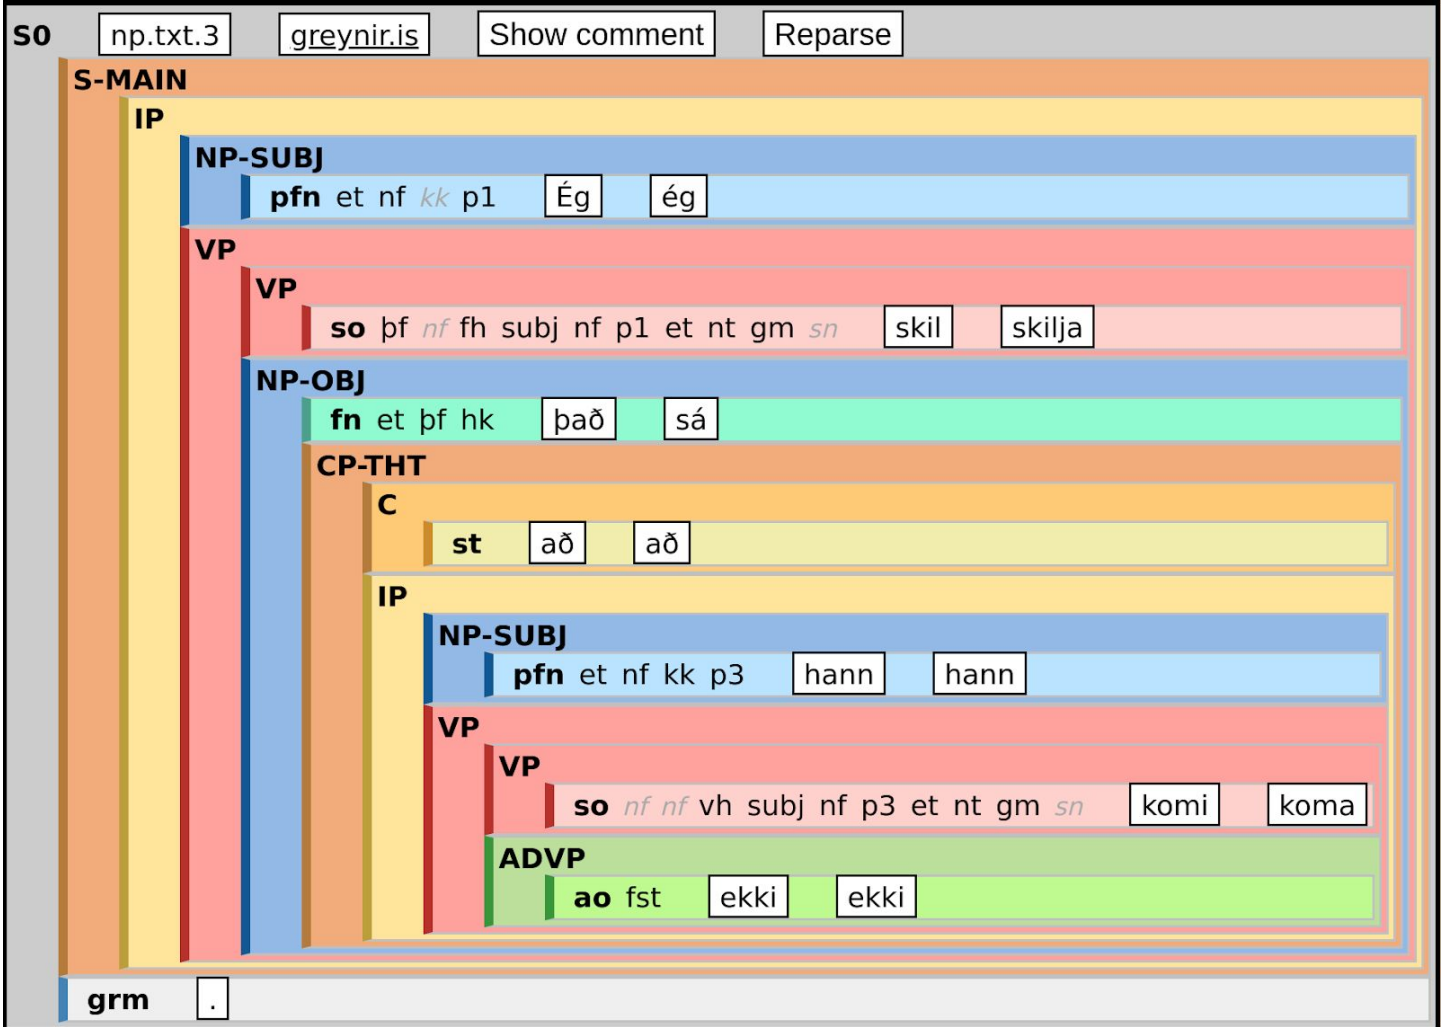 S0 np.txt.3 greynir.is Show comment Reparse
S-MAIN
IP
NP-SUBJ
pfn et nf kk p1 Ég ég
VP
VP
so þf nf fh subj nf p1 et nt gm sn skil skilja
NP-OBJ
fn et þf hk það sá
CP-THT
C
st að að
IP
NP-SUBJ
pfn et nf kk p3 hann hann
VP
VP
so nf nf vh subj nf p3 et nt gm sn komi koma
ADVP
ao fst ekki ekki
grm .